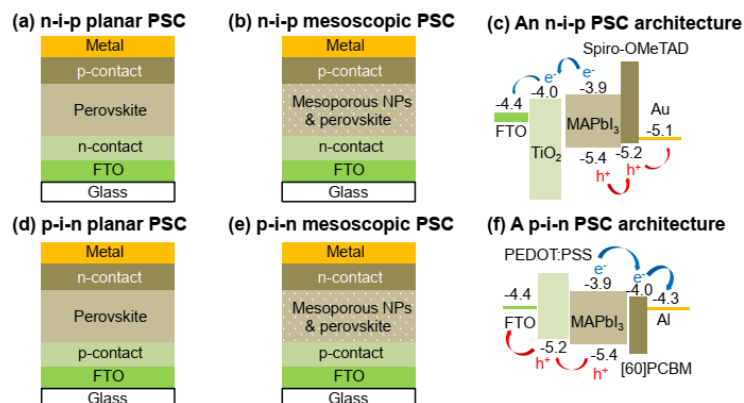 (a) n-i-p planar PSC
Metal
p-contact
Perovskite
n-contact
FTO
Glass
(b) n-i-p mesoscopic PSC
Metal
p-contact
Mesoporous NPs
& perovskite
n-contact
FTO
Glass
(c) An n-i-p PSC architecture
Spiro-OMeTAD
e-
e-
-4.4
-4.0
-3.9
Au
FTO
MAPbI3
-5.1
TiO2
-5.4
-5.2
h+
h+
(d) p-i-n planar PSC
Metal
n-contact
Perovskite
p-contact
FTO
Glass
(e) p-i-n mesoscopic PSC
Metal
n-contact
Mesoporous NPs
& perovskite
p-contact
FTO
Glass
(f) A p-i-n PSC architecture
PEDOT:PSS
e-
e-
-3.9
-4.0
-4.4
-4.3
FTO
MAPbI3
Al
-5.2
-5.4
h+
h+
[60]PCBM